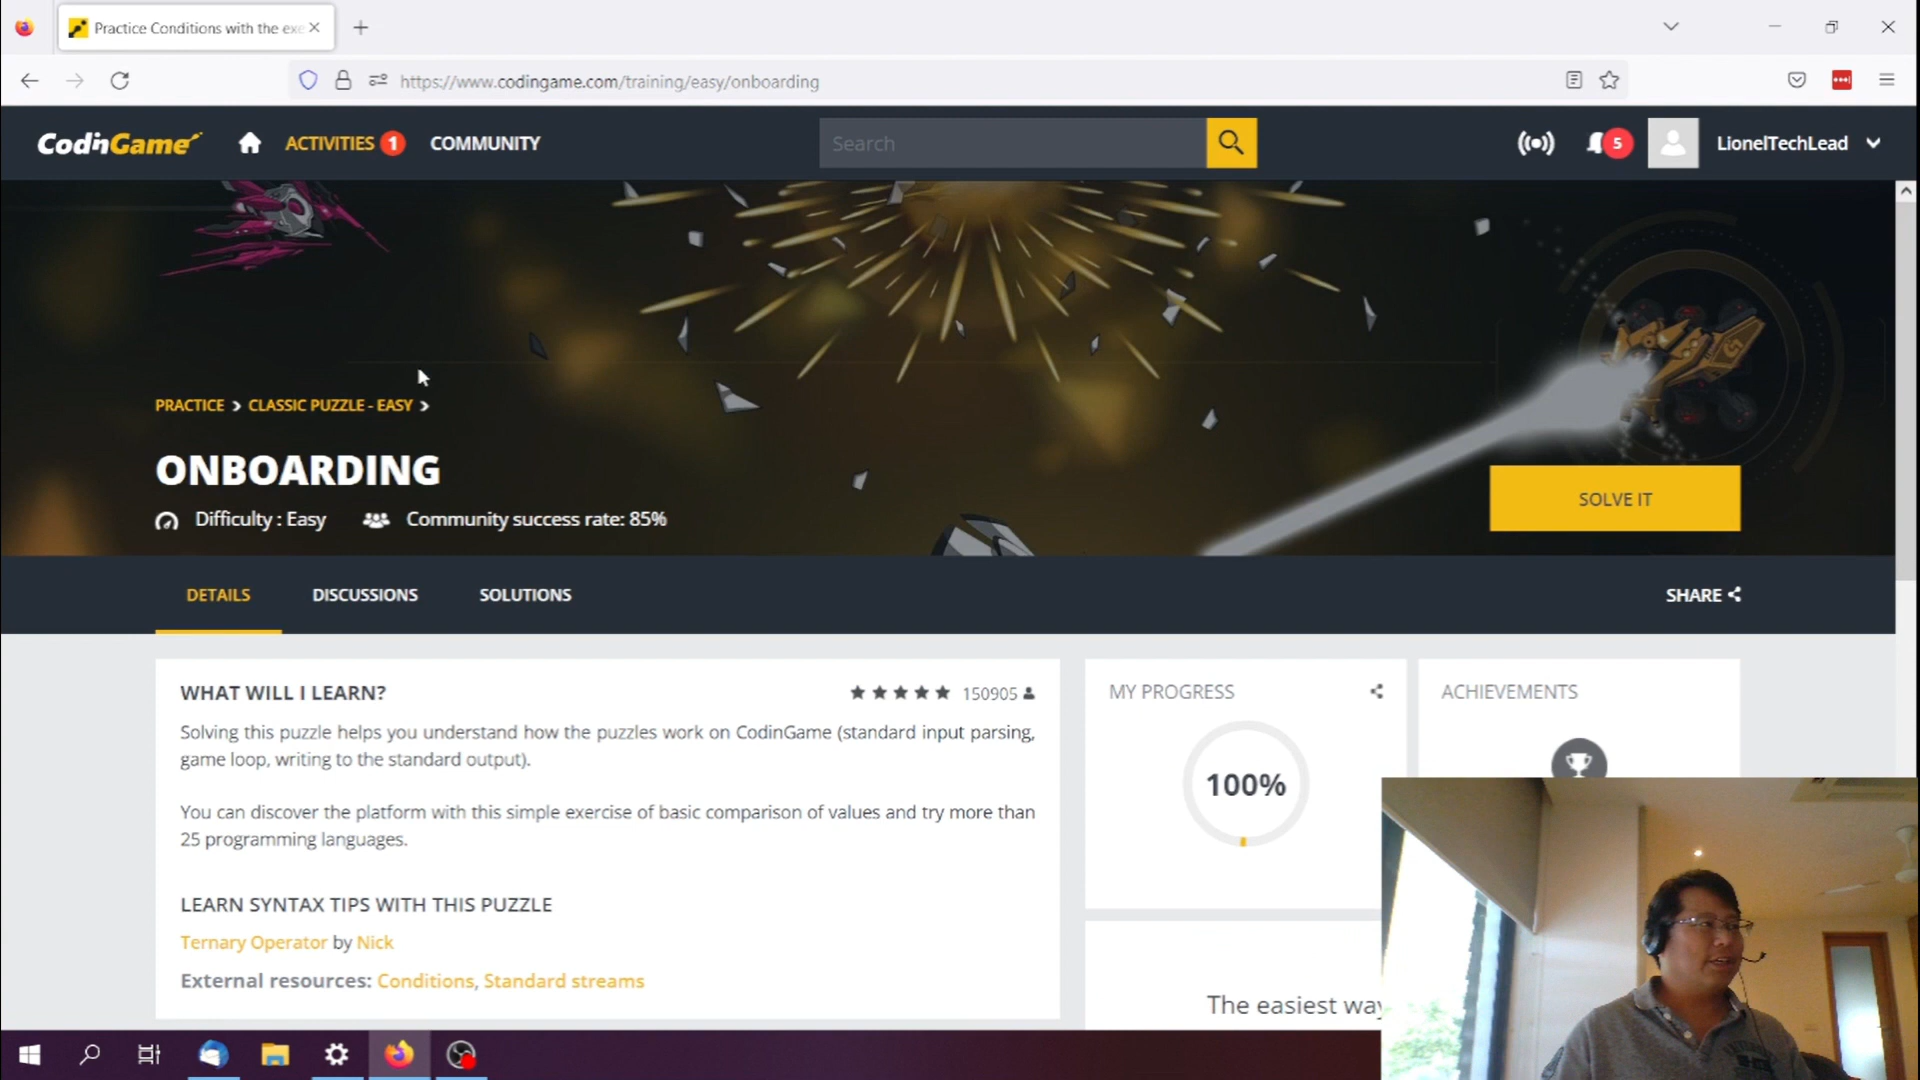 Practice Conditions with the exe
https://www.codingame.com/training/easy/onboarding
CodinGame
ACTIVITIES 1
COMMUNITY
Search
5
LionelTechLead
PRACTICE > CLASSIC PUZZLE - EASY >
ONBOARDING
Difficulty : Easy
Community success rate: 85%
SOLVE IT
DETAILS
DISCUSSIONS
SOLUTIONS
SHARE
WHAT WILL I LEARN?
150905
Solving this puzzle helps you understand how the puzzles work on CodinGame (standard input parsing,
game loop, writing to the standard output).
You can discover the platform with this simple exercise of basic comparison of values and try more than
25 programming languages.
LEARN SYNTAX TIPS WITH THIS PUZZLE
Ternary Operator by Nick
External resources: Conditions, Standard streams
MY PROGRESS
100%
ACHIEVEMENTS
The easiest way